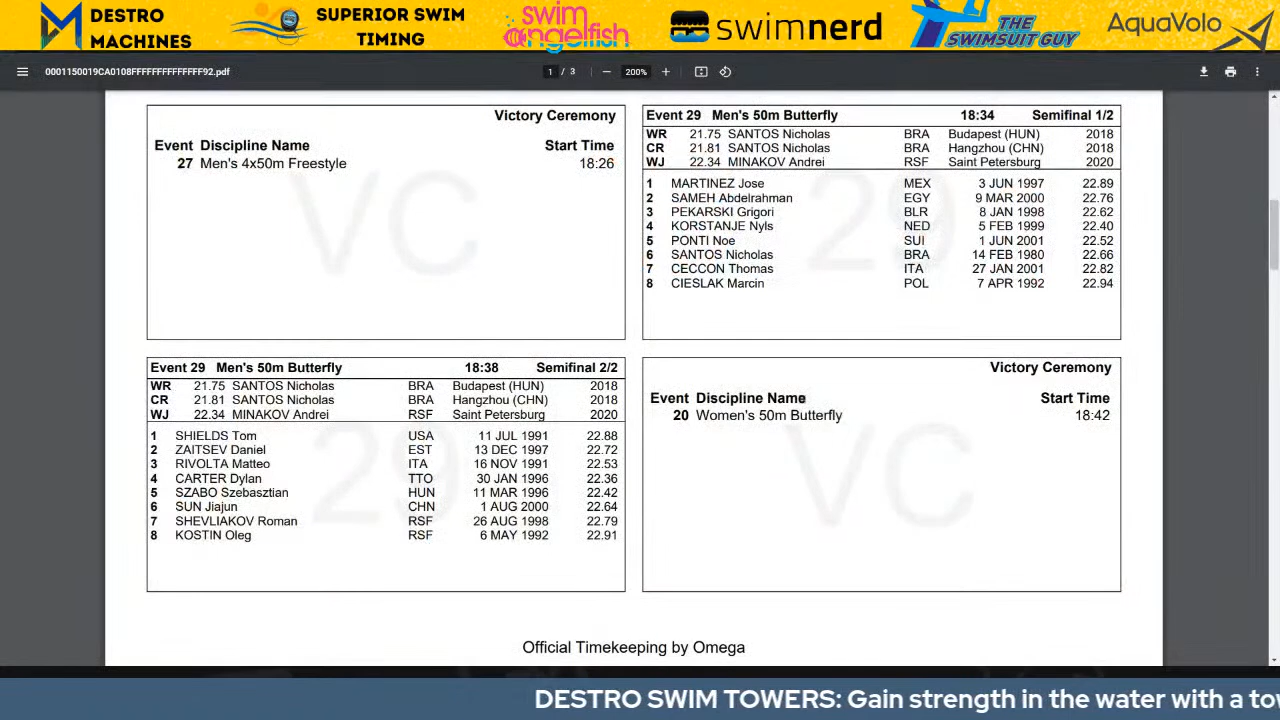 DESTRO
MACHINES
SUPERIOR SWIM
TIMING
swim
angelfish
swimnerd
THE
SWIMSUIT GUY
AquaVolo
0001150019CA0108FFFFFFFFFFFFFF92.pdf
1 / 3
200%
Victory Ceremony
Event Discipline Name Start Time
27 Men's 4x50m Freestyle 18:26
VC
Event 29 Men's 50m Butterfly 18:34 Semifinal 1/2
WR 21.75 SANTOS Nicholas BRA Budapest (HUN) 2018
CR 21.81 SANTOS Nicholas BRA Hangzhou (CHN) 2018
WJ 22.34 MINAKOV Andrei RSF Saint Petersburg 2020
1 MARTINEZ Jose MEX 3 JUN 1997 22.89
2 SAMEH Abdelrahman EGY 9 MAR 2000 22.76
3 PEKARSKI Grigori BLR 8 JAN 1998 22.62
4 KORSTANJE Nyls NED 5 FEB 1999 22.40
5 PONTI Noe SUI 1 JUN 2001 22.52
6 SANTOS Nicholas BRA 14 FEB 1980 22.66
7 CECCON Thomas ITA 27 JAN 2001 22.82
8 CIESLAK Marcin POL 7 APR 1992 22.94
29
Event 29 Men's 50m Butterfly 18:38 Semifinal 2/2
WR 21.75 SANTOS Nicholas BRA Budapest (HUN) 2018
CR 21.81 SANTOS Nicholas BRA Hangzhou (CHN) 2018
WJ 22.34 MINAKOV Andrei RSF Saint Petersburg 2020
1 SHIELDS Tom USA 11 JUL 1991 22.88
2 ZAITSEV Daniel EST 13 DEC 1997 22.72
3 RIVOLTA Matteo ITA 16 NOV 1991 22.53
4 CARTER Dylan TTO 30 JAN 1996 22.36
5 SZABO Szebasztian HUN 11 MAR 1996 22.42
6 SUN Jiajun CHN 1 AUG 2000 22.64
7 SHEVLIAKOV Roman RSF 26 AUG 1998 22.79
8 KOSTIN Oleg RSF 6 MAY 1992 22.91
29
Victory Ceremony
Event Discipline Name Start Time
20 Women's 50m Butterfly 18:42
VC
Official Timekeeping by Omega
DESTRO SWIM TOWERS: Gain strength in the water with a tov